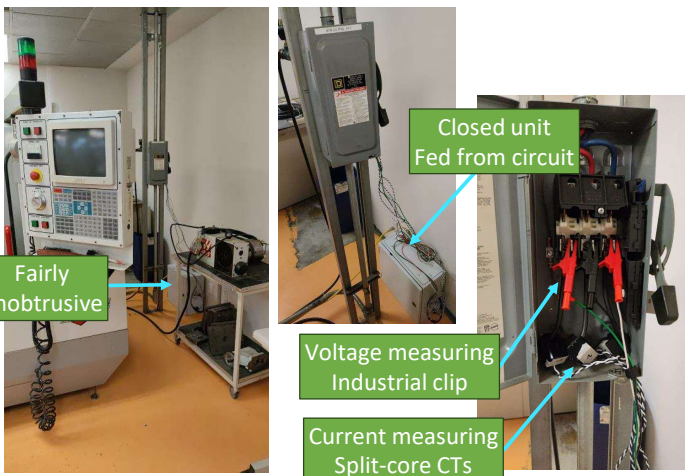 Closed unit
Fed from circuit
Fairly
nobtrusive
Voltage measuring
Industrial clip
Current measuring
Split-core CTs